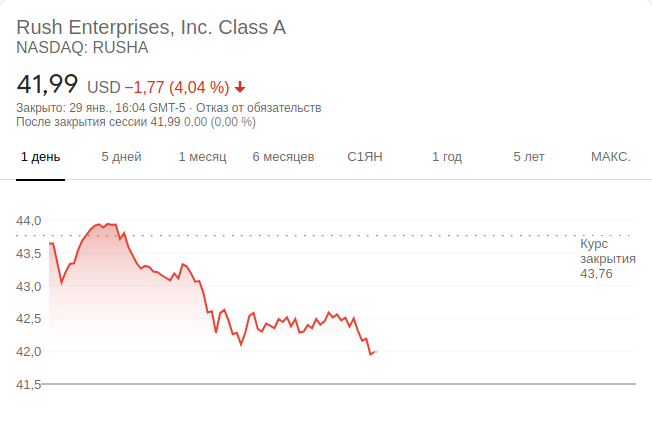 Rush Enterprises, Inc. Class A
NASDAQ: RUSHA
41,99 USD −1,77 (4,04 %)
Закрыто: 29 янв., 16:04 GMT-5 · Отказ от обязательств
После закрытия сессии 41,99 0,00 (0,00 %)
1 день 5 дней 1 месяц 6 месяцев С1ЯН 1 год 5 лет МАКС.
44,0
43,5
43,0
42,5
42,0
41,5
Курс
закрытия
43,76